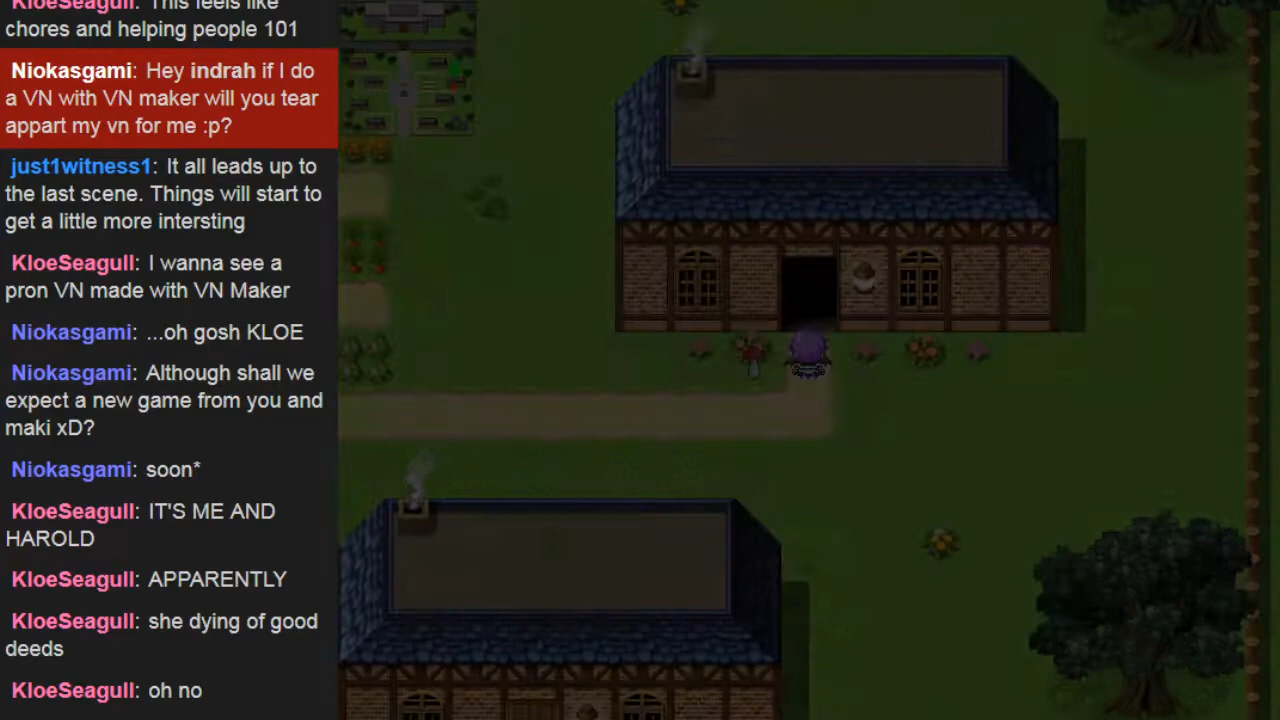 KloeSeagull: This feels like
chores and helping people 101
Niokasgami: Hey indrah if I do
a VN with VN maker will you tear
appart my vn for me :p?
just1witness1: It all leads up to
the last scene. Things will start to
get a little more intersting
KloeSeagull: I wanna see a
pron VN made with VN Maker
Niokasgami: ...oh gosh KLOE
Niokasgami: Although shall we
expect a new game from you and
maki xD?
Niokasgami: soon*
KloeSeagull: IT'S ME AND
HAROLD
KloeSeagull: APPARENTLY
KloeSeagull: she dying of good
deeds
KloeSeagull: oh no